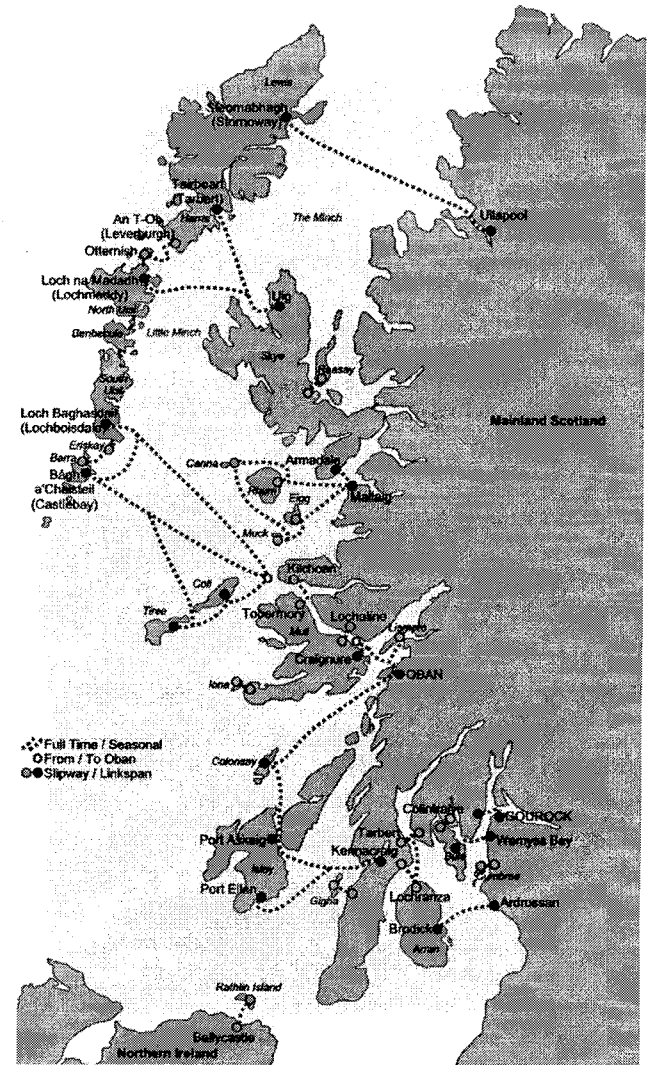 Lewis
Steornabhagh
(Stornoway)
Tairbeart
(Tarbert)
Harris
The Minch
Ullapool
An T-Ob
(Leverburgh)
Otternish
Loch na Madadh
(Lochmaddy)
North Uist
Uig
Benbecula
Little Minch
Skye
Raasay
South
Uist
Mainland Scotland
Loch Baghasdail
(Lochboisdale)
Eriskay
Barra
Bàgh
a'Chaisteil
(Castlebay)
Canna
Armadale
Rhum
Eigg
Mallaig
Muck
Kilchoan
Coll
Tiree
Tobermory
Mull
Lochaline
Lismore
Craignure
OBAN
Iona
Full Time / Seasonal
From / To Oban
Slipway / Linkspan
Colonsay
Port Askaig
Islay
Port Ellen
Tarbert
Kennacraig
Colintraive
GOUROCK
Wemyss Bay
Bute
Cumbrae
Gigha
Lochranza
Ardrossan
Brodick
Arran
Rathlin Island
Ballycastle
Northern Ireland